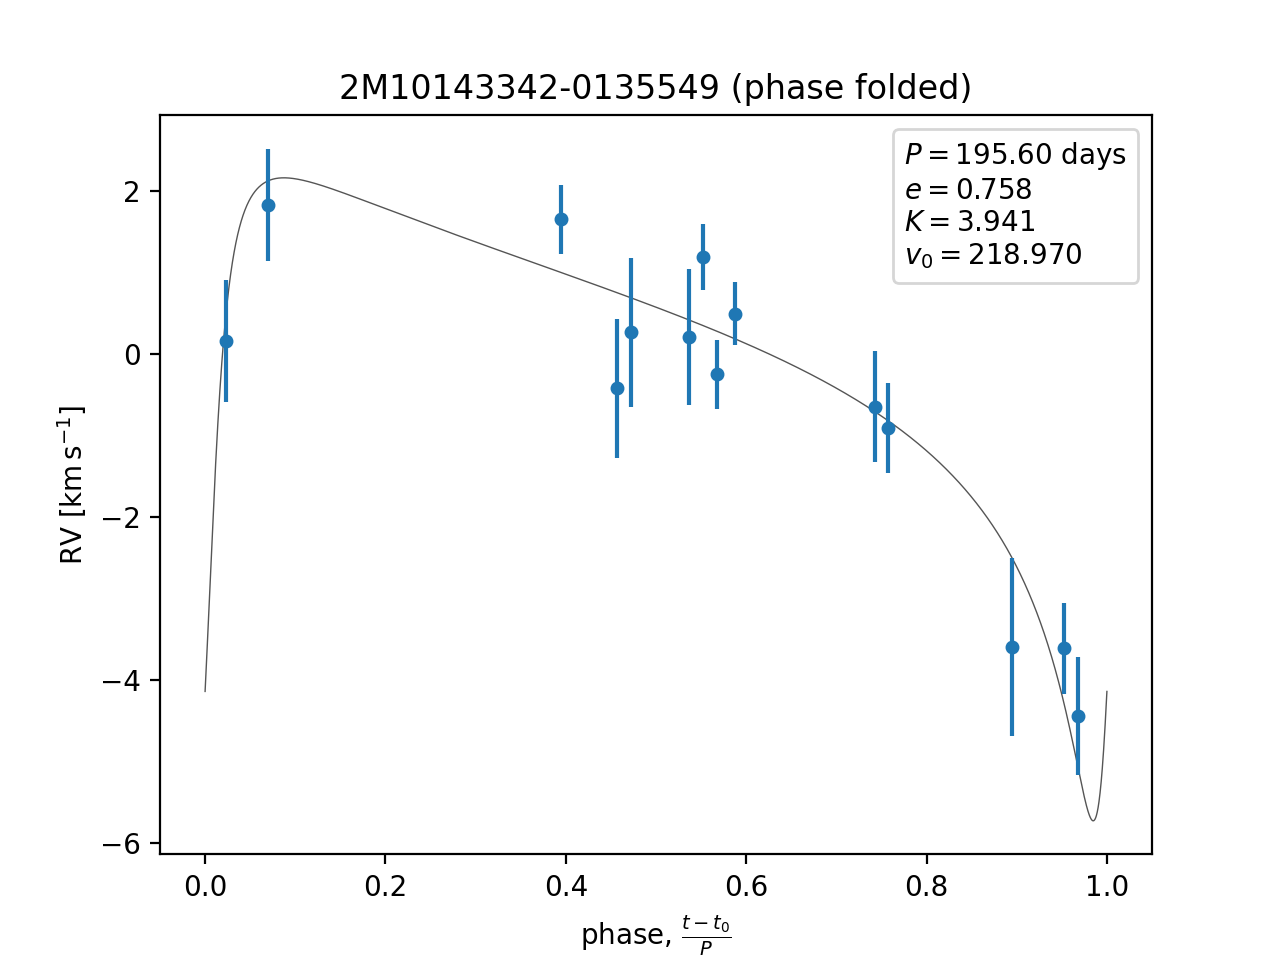 2M10143342-0135549 (phase folded)
P = 195.60 days
e = 0.758
K = 3.941
v₀ = 218.970
RV [km s⁻¹]
2
0
−2
−4
−6
0.0 0.2 0.4 0.6 0.8 1.0
phase, (t − t₀)/P